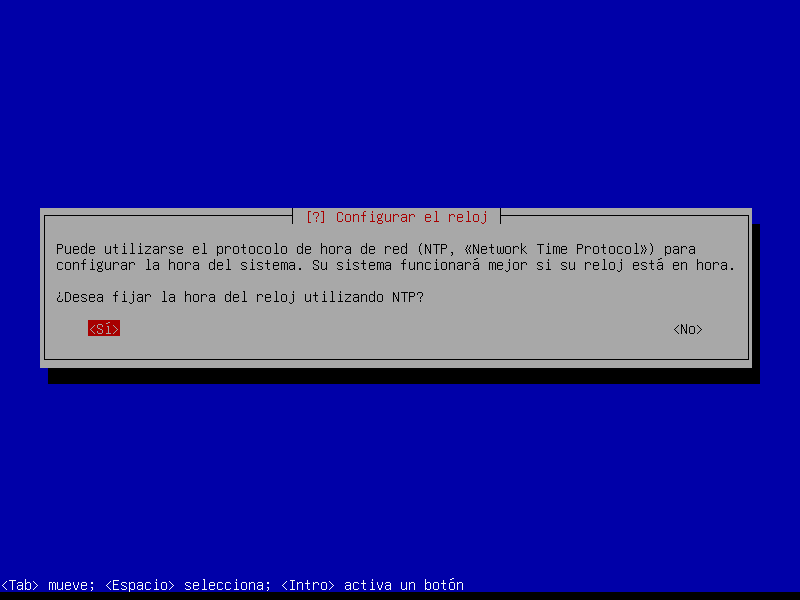 [?] Configurar el reloj
Puede utilizarse el protocolo de hora de red (NTP, «Network Time Protocol») para
configurar la hora del sistema. Su sistema funcionará mejor si su reloj está en hora.
¿Desea fijar la hora del reloj utilizando NTP?
<Sí> <No>
<Tab> mueve; <Espacio> selecciona; <Intro> activa un botón